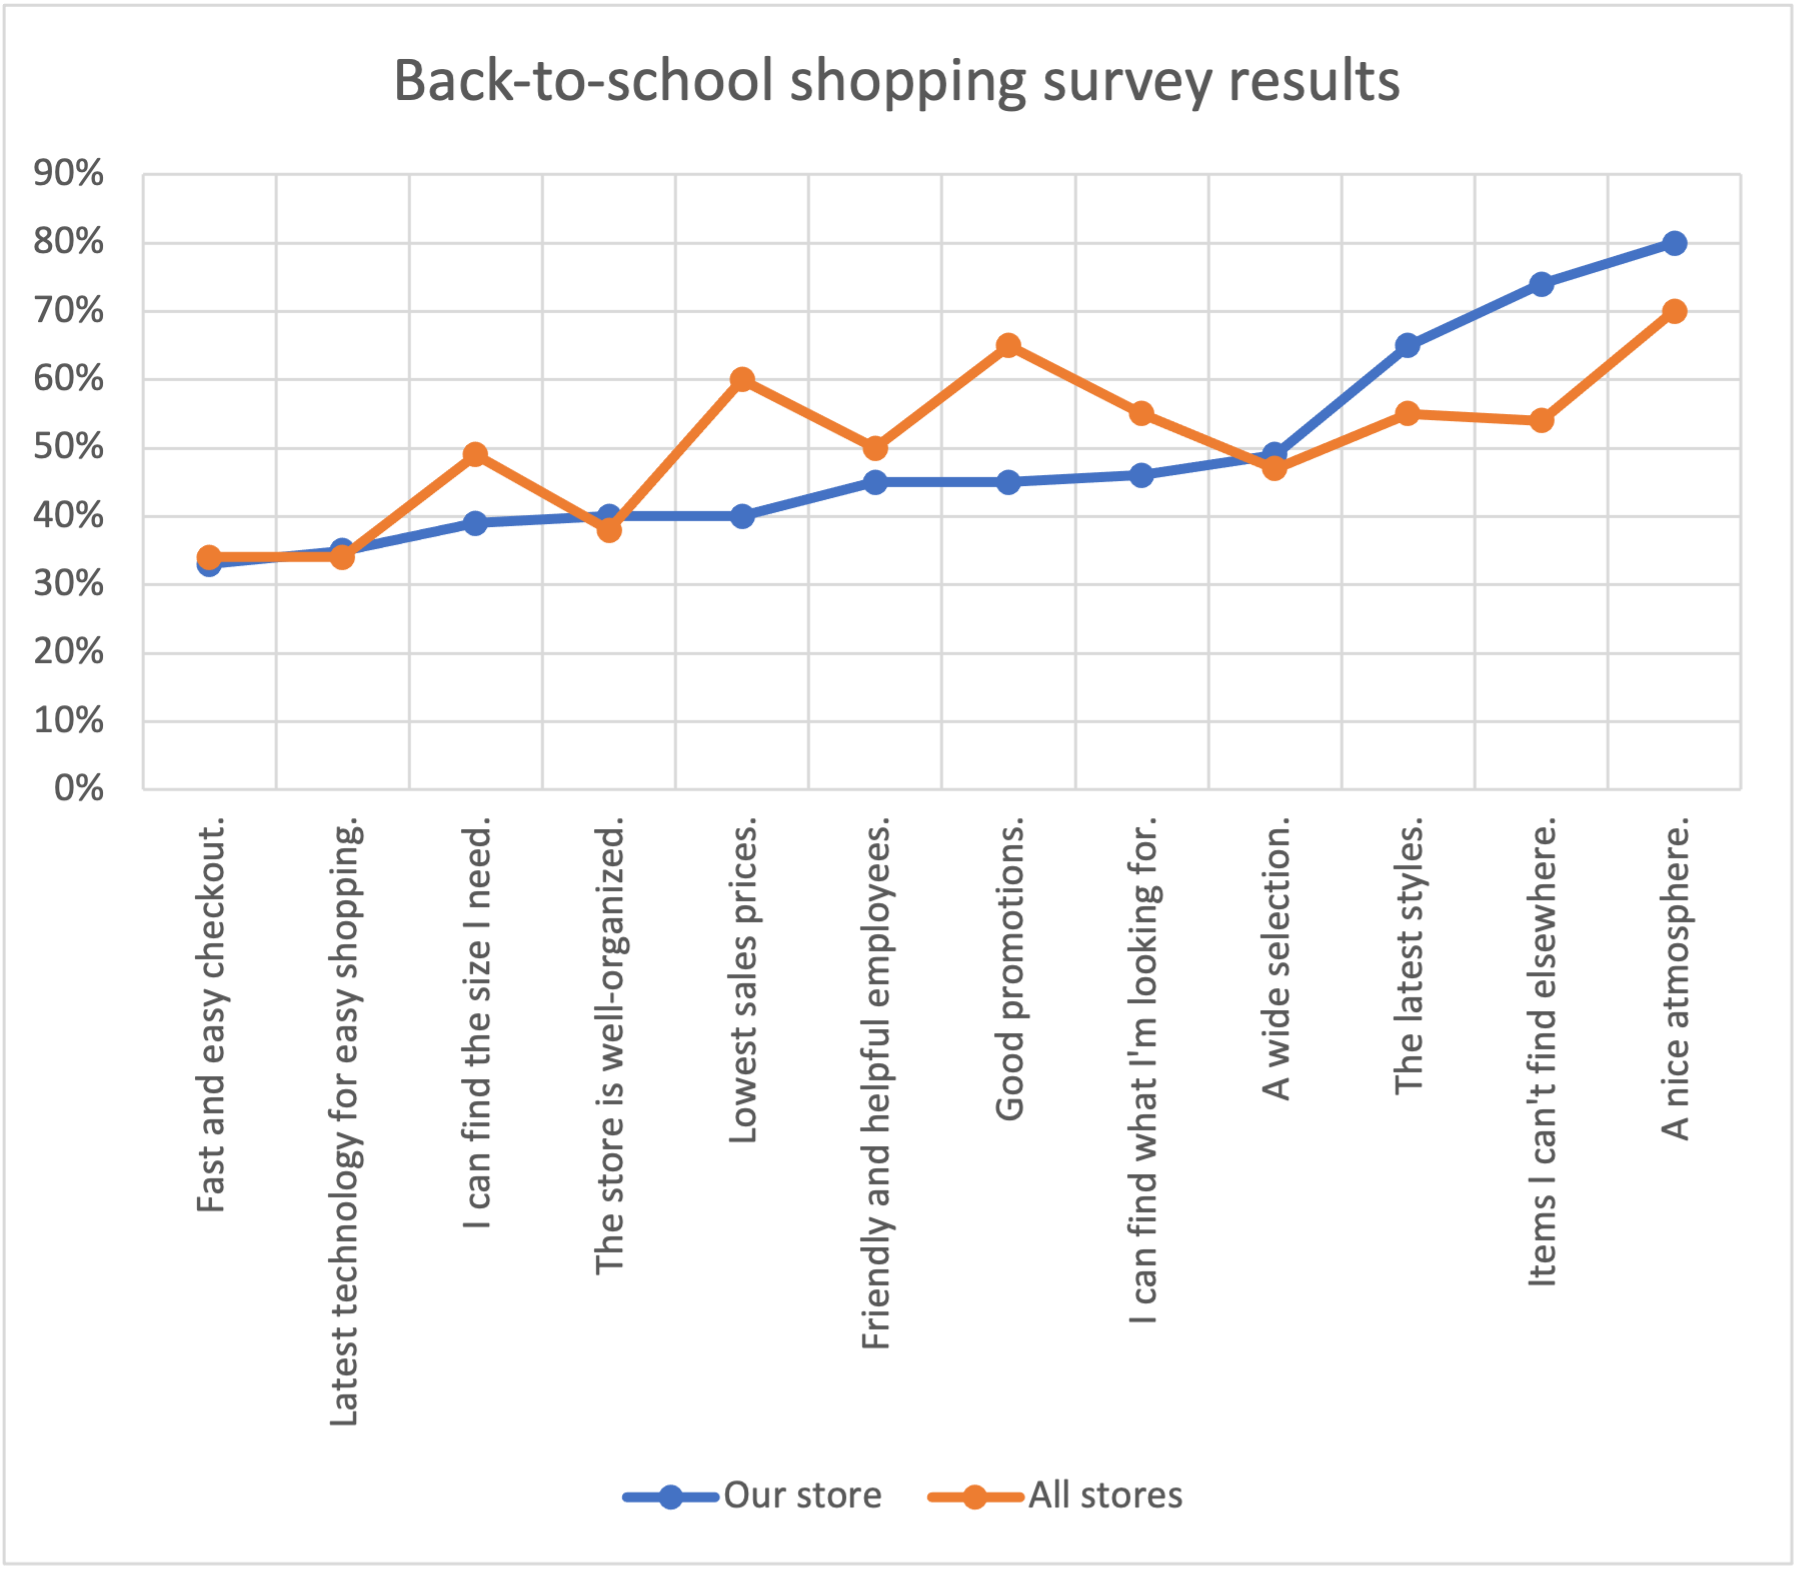 Back-to-school shopping survey results
90%
80%
70%
60%
50%
40%
30%
20%
10%
0%
Fast and easy checkout.
Latest technology for easy shopping.
I can find the size I need.
The store is well-organized.
Lowest sales prices.
Friendly and helpful employees.
Good promotions.
I can find what I'm looking for.
A wide selection.
The latest styles.
Items I can't find elsewhere.
A nice atmosphere.
Our store
All stores